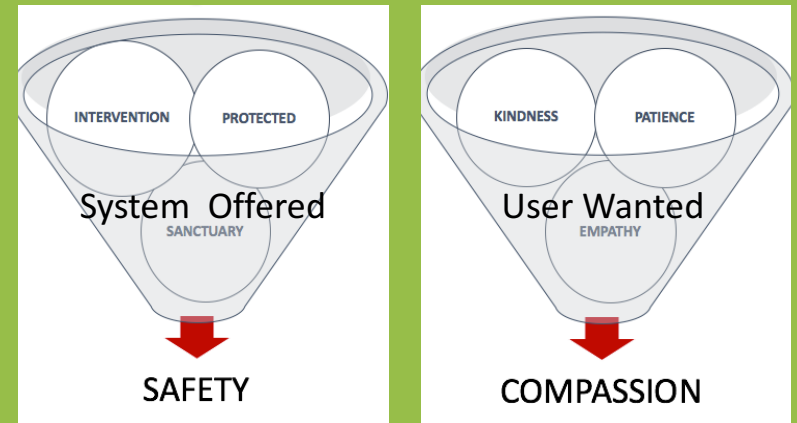 INTERVENTION
PROTECTED
System Offered
SANCTUARY
SAFETY
KINDNESS
PATIENCE
User Wanted
EMPATHY
COMPASSION